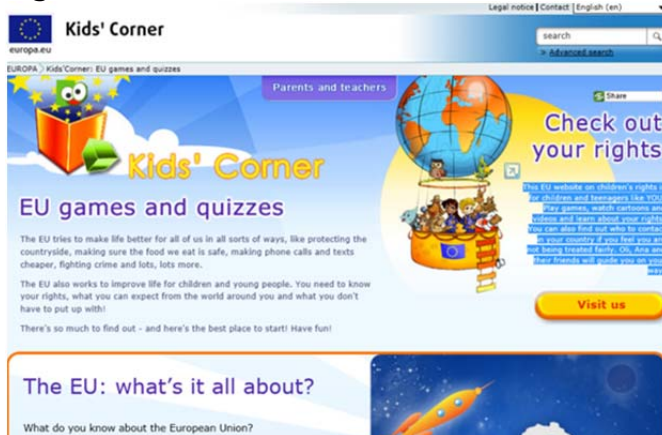 Legal notice | Contact | English (en)
Kids' Corner
europa.eu
search
» Advanced search
EUROPA > Kids'Corner: EU games and quizzes
Parents and teachers
Share
Kids' Corner
Check out
your rights
This EU website on children's rights is
for children and teenagers like YOU.
Play games, watch cartoons and
videos and learn about your rights.
You can also find out who to contact
in your country if you feel you are
not being treated fairly. Oli, Ana and
their friends will guide you on your
way
Visit us
EU games and quizzes
The EU tries to make life better for all of us in all sorts of ways, like protecting the
countryside, making sure the food we eat is safe, making phone calls and texts
cheaper, fighting crime and lots, lots more.
The EU also works to improve life for children and young people. You need to know
your rights, what you can expect from the world around you and what you don't
have to put up with!
There's so much to find out - and here's the best place to start! Have fun!
The EU: what's it all about?
What do you know about the European Union?